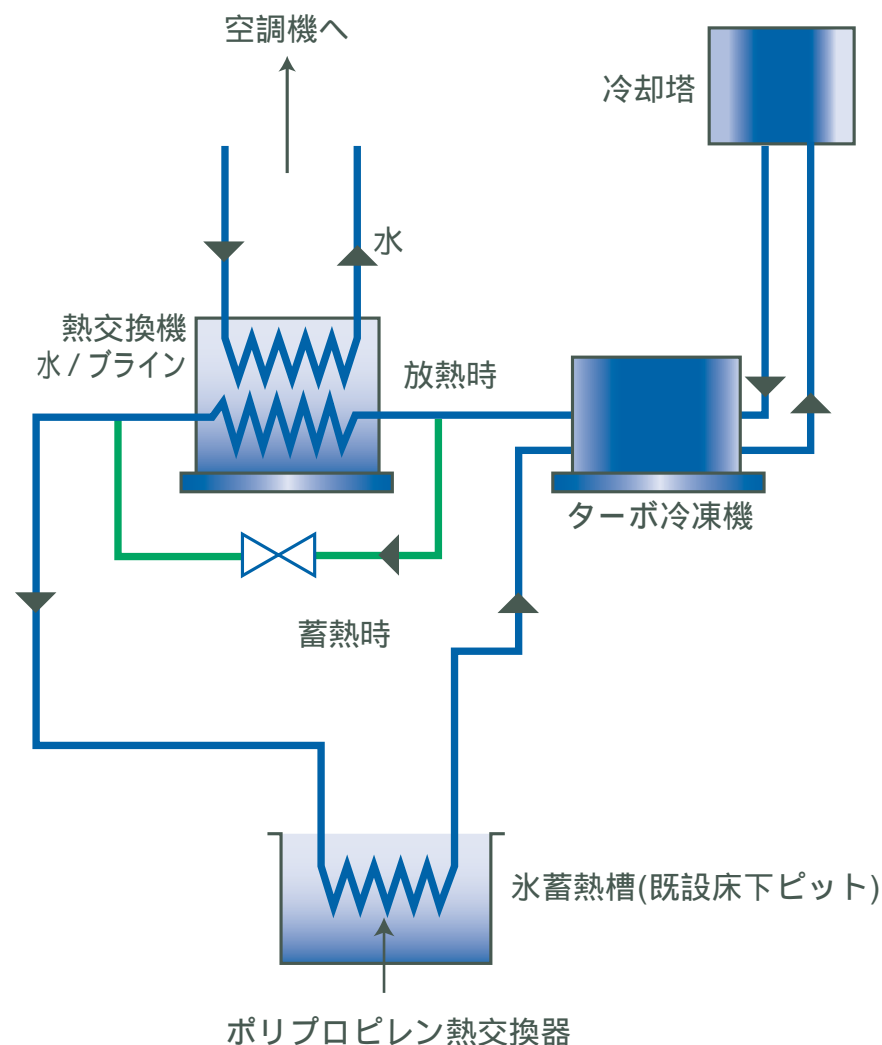 空調機へ
冷却塔
水
熱交換機
水 / ブライン
放熱時
ターボ冷凍機
蓄熱時
氷蓄熱槽(既設床下ピット)
ポリプロピレン熱交換器